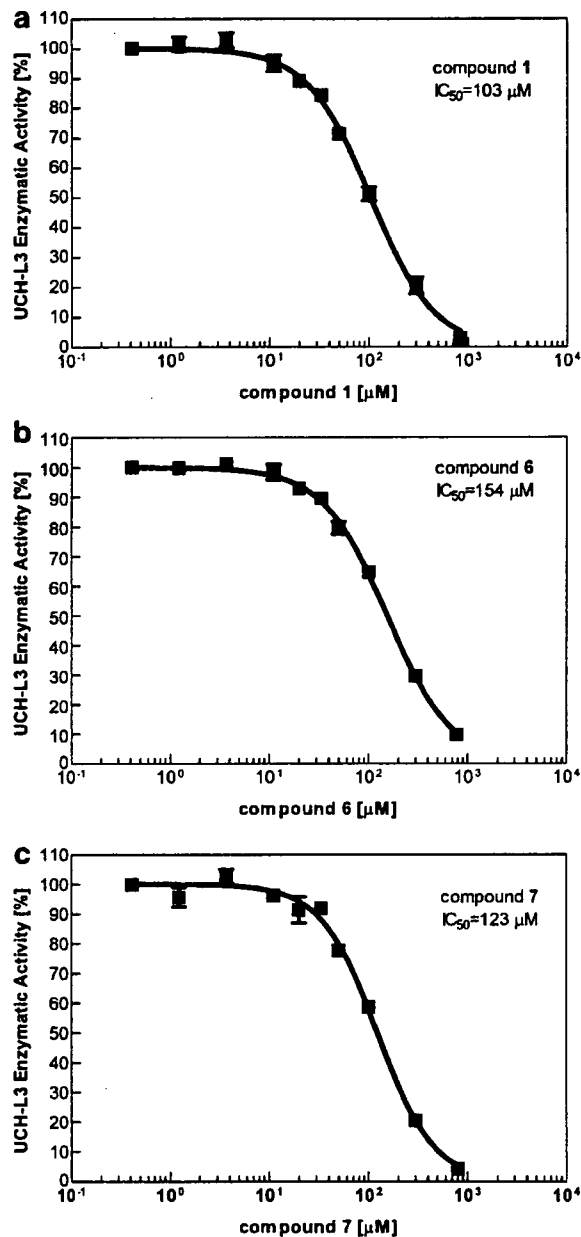 a
110
100
90
80
70
60
50
40
30
20
10
0
UCH-L3 Enzymatic Activity [%]
compound 1
IC50=103 μM
10-1 100 101 102 103 104
compound 1 [μM]
b
110
100
90
80
70
60
50
40
30
20
10
0
UCH-L3 Enzymatic Activity [%]
compound 6
IC50=154 μM
10-1 100 101 102 103 104
compound 6 [μM]
c
110
100
90
80
70
60
50
40
30
20
10
0
UCH-L3 Enzymatic Activity [%]
compound 7
IC50=123 μM
10-1 100 101 102 103 104
compound 7 [μM]